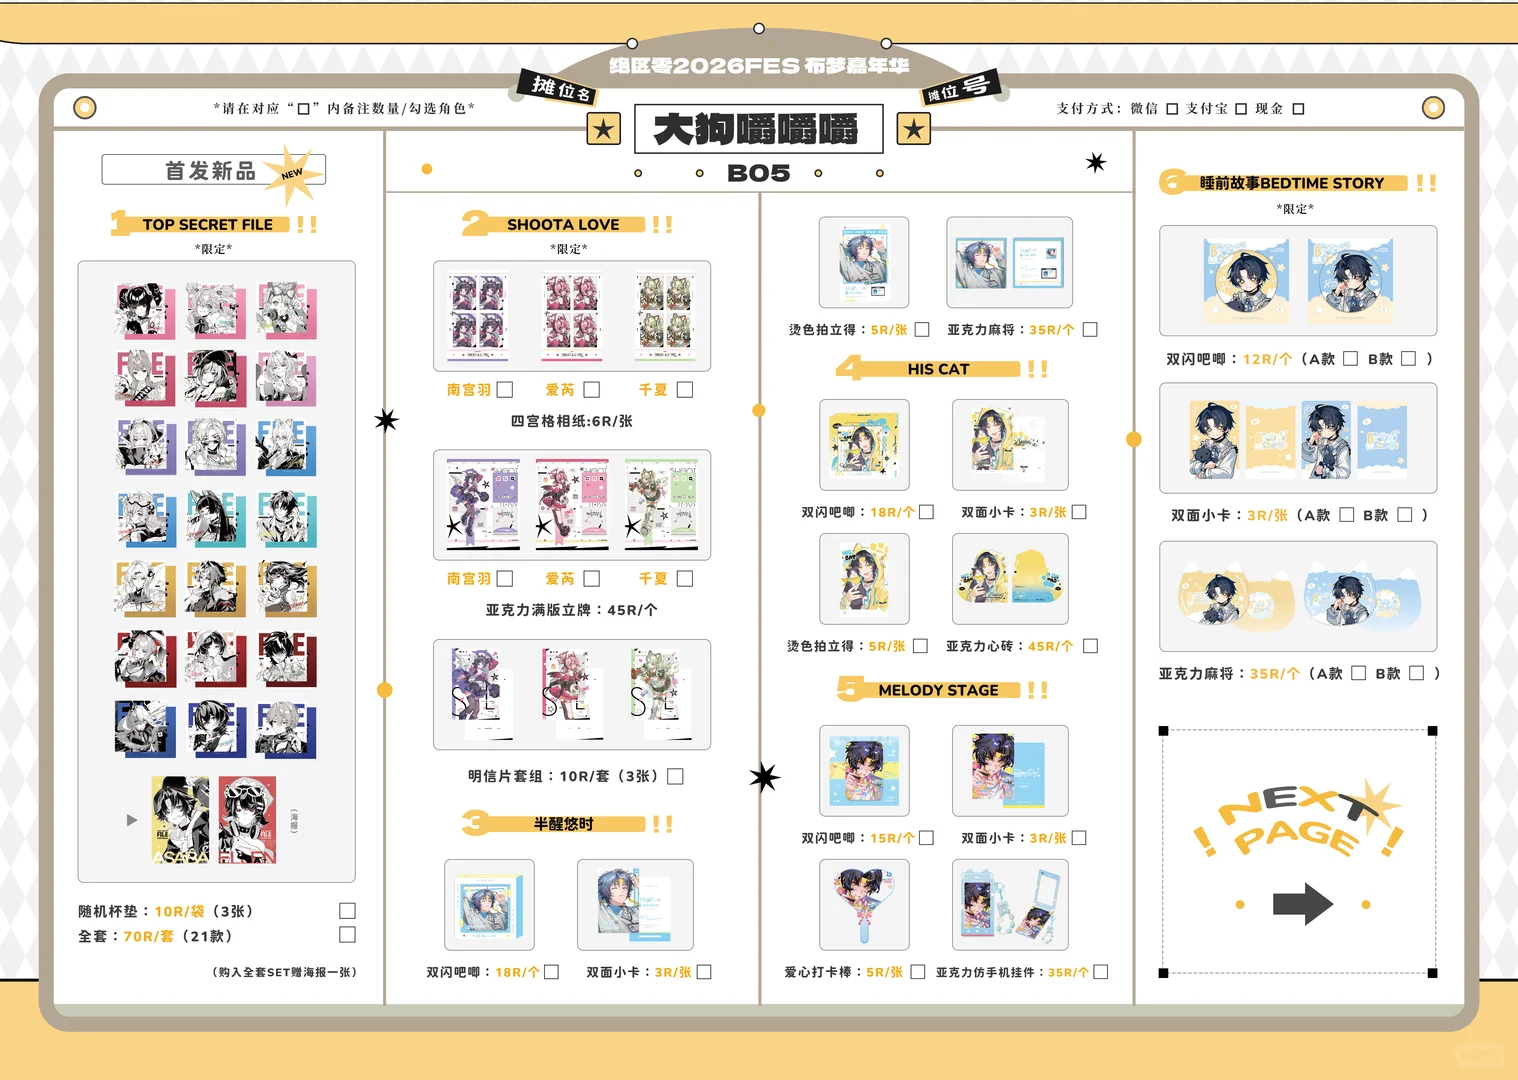 绝区零2026FES 布梦嘉年华
摊位名
摊位号
*请在对应“□”内备注数量/勾选角色*
支付方式：微信 □ 支付宝 □ 现金 □
大狗嚼嚼嚼
B05
首发新品
NEW
1 TOP SECRET FILE !!
*限定*
ASABA
ELLEN
（海报）
随机杯垫：10R/袋（3张） □
全套：70R/套（21款） □
（购入全套SET赠海报一张）
2 SHOOTA LOVE !!
*限定*
南宫羽 □ 爱芮 □ 千夏 □
四宫格相纸:6R/张
南宫羽 □ 爱芮 □ 千夏 □
亚克力满版立牌：45R/个
明信片套组：10R/套（3张） □
3 半醒悠时 !!
双闪吧唧：18R/个 □ 双面小卡：3R/张 □
烫色拍立得：5R/张 □ 亚克力麻将：35R/个 □
4 HIS CAT !!
双闪吧唧：18R/个 □ 双面小卡：3R/张 □
烫色拍立得：5R/张 □ 亚克力心砖：45R/个 □
5 MELODY STAGE !!
双闪吧唧：15R/个 □ 双面小卡：3R/张 □
爱心打卡棒：5R/张 □ 亚克力仿手机挂件：35R/个 □
6 睡前故事BEDTIME STORY !!
*限定*
双闪吧唧：12R/个（A款 □ B款 □ ）
双面小卡：3R/张（A款 □ B款 □ ）
亚克力麻将：35R/个（A款 □ B款 □ ）
! NEXT PAGE !